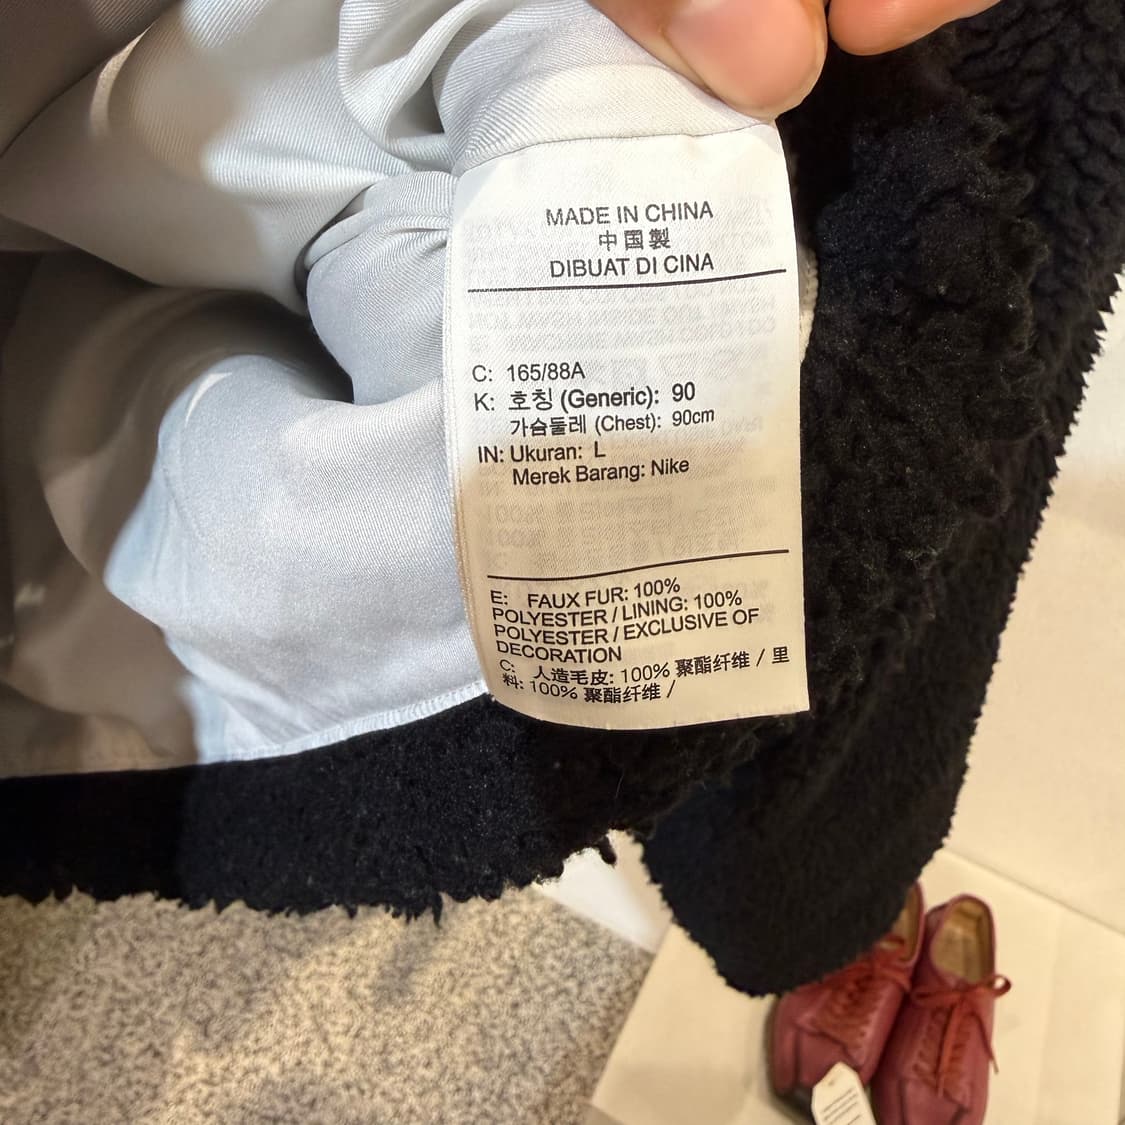 MADE IN CHINA
中国製
DIBUAT DI CINA
C: 165/88A
K: 호칭 (Generic): 90
가슴둘레 (Chest): 90cm
IN: Ukuran: L
Merek Barang: Nike
E: FAUX FUR: 100%
POLYESTER / LINING: 100%
POLYESTER / EXCLUSIVE OF
DECORATION
C: 人造毛皮: 100% 聚酯纤维 / 里
料: 100% 聚酯纤维 /